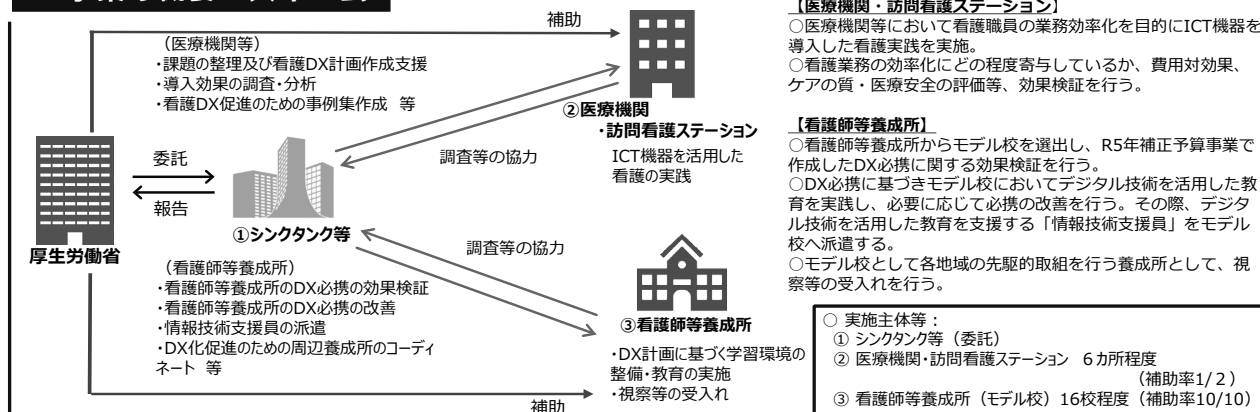 補助
(医療機関等)
・課題の整理及び看護DX計画作成支援
・導入効果の調査・分析
・看護DX促進のための事例集作成 等
②医療機関
・訪問看護ステーション
ICT機器を活用した
看護の実践
調査等の協力
委託
報告
厚生労働省
①シンクタンク等
調査等の協力
(看護師等養成所)
・看護師等養成所のDX必携の効果検証
・看護師等養成所のDX必携の改善
・情報技術支援員の派遣
・DX化促進のための周辺養成所のコーディ
ネート 等
③看護師等養成所
・DX計画に基づく学習環境の
整備・教育の実施
・視察等の受入れ
補助
【医療機関・訪問看護ステーション】
○医療機関等において看護職員の業務効率化を目的にICT機器を
導入した看護実践を実施。
○看護業務の効率化にどの程度寄与しているか、費用対効果、
ケアの質・医療安全の評価等、効果検証を行う。
【看護師等養成所】
○看護師等養成所からモデル校を選出し、R5年補正予算事業で
作成したDX必携に関する効果検証を行う。
○DX必携に基づきモデル校においてデジタル技術を活用した教
育を実践し、必要に応じて必携の改善を行う。その際、デジタ
ル技術を活用した教育を支援する「情報技術支援員」をモデル
校へ派遣する。
○モデル校として各地域の先駆的取組を行う養成所として、視
察等の受入れを行う。
○ 実施主体等:
① シンクタンク等(委託)
② 医療機関・訪問看護ステーション 6カ所程度
(補助率1/2)
③ 看護師等養成所(モデル校)16校程度(補助率10/10)